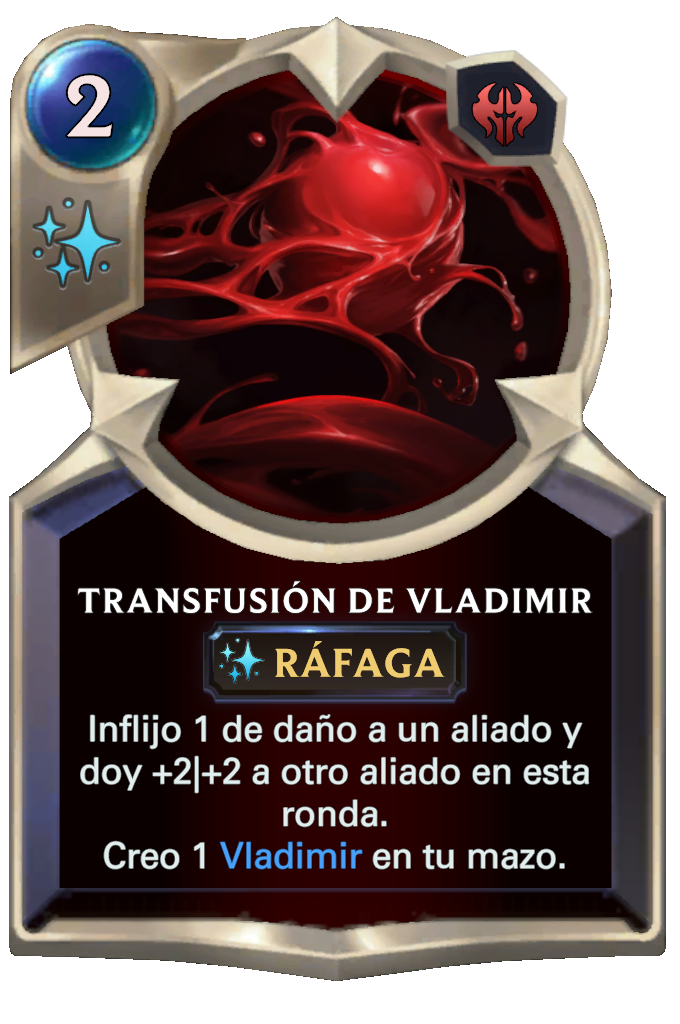 2
TRANSFUSIÓN DE VLADIMIR
RÁFAGA
Inflijo 1 de daño a un aliado y
doy +2|+2 a otro aliado en esta
ronda.
Creo 1 Vladimir en tu mazo.